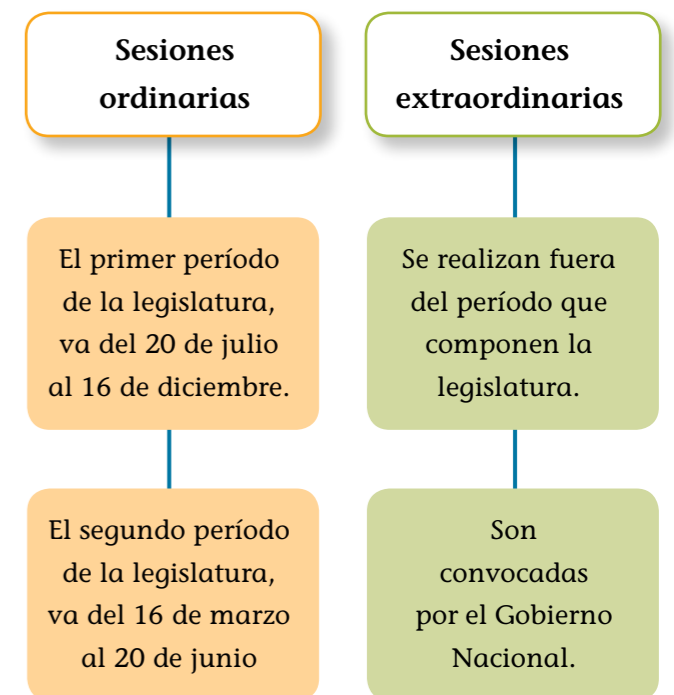 Sesiones
ordinarias
El primer período
de la legislatura,
va del 20 de julio
al 16 de diciembre.
El segundo período
de la legislatura,
va del 16 de marzo
al 20 de junio
Sesiones
extraordinarias
Se realizan fuera
del período que
componen la
legislatura.
Son
convocadas
por el Gobierno
Nacional.